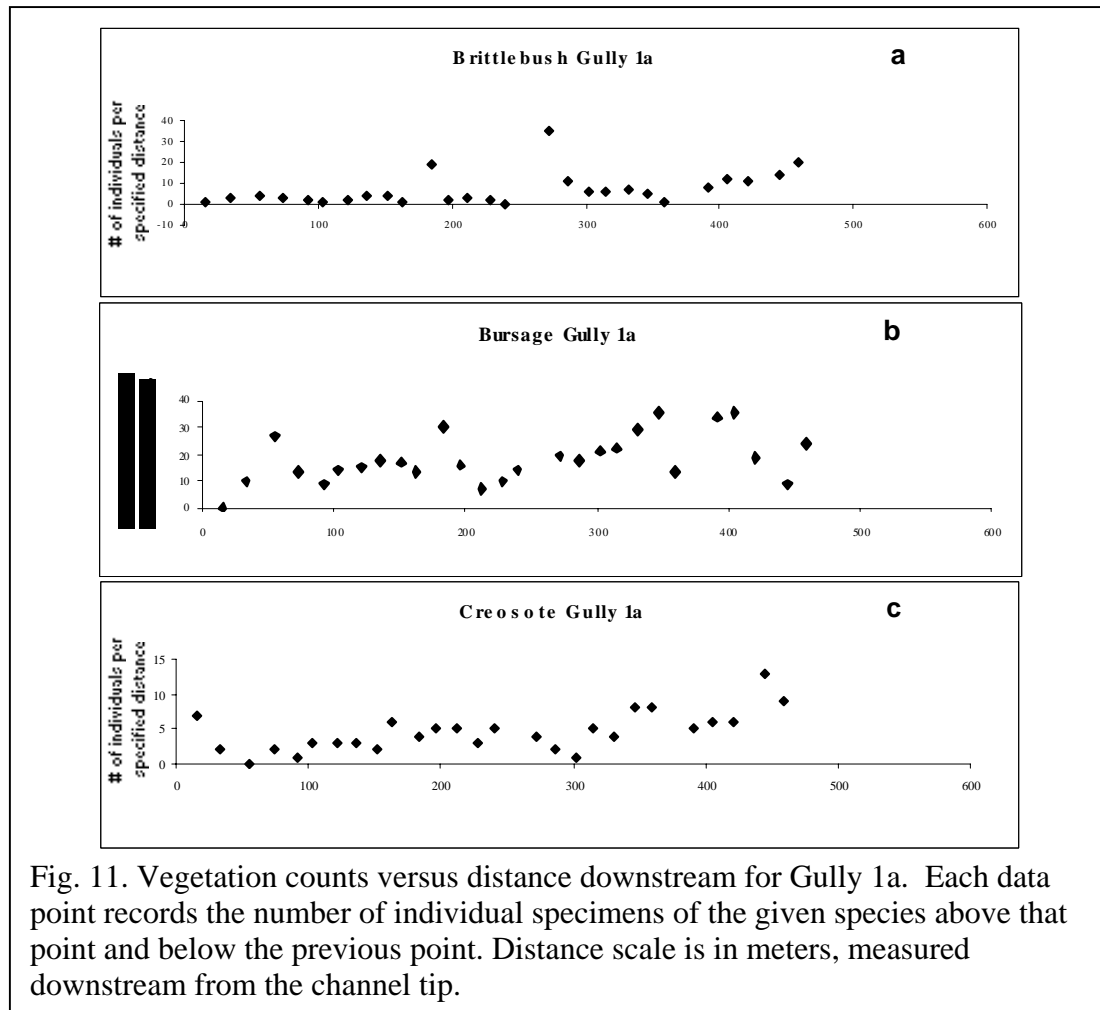 Brittlebush Gully 1a
a
# of individuals per
specified distance
40
30
20
10
0
-10
0
100
200
300
400
500
600
Bursage Gully 1a
b
40
30
20
10
0
0
100
200
300
400
500
600
Creosote Gully 1a
c
# of individuals per
specified distance
15
10
5
0
0
100
200
300
400
500
600
Fig. 11. Vegetation counts versus distance downstream for Gully 1a. Each data
point records the number of individual specimens of the given species above that
point and below the previous point. Distance scale is in meters, measured
downstream from the channel tip.